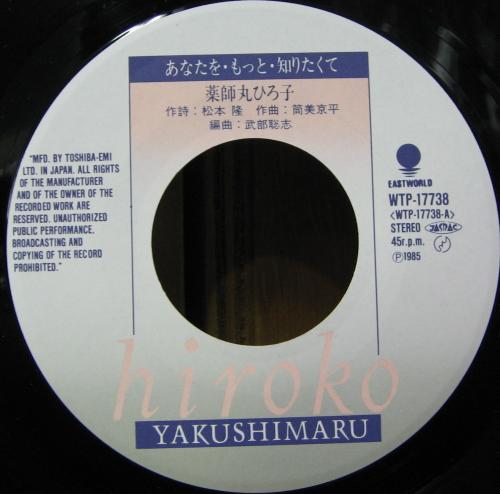 あなたを・もっと・知りたくて
薬師丸ひろ子
作詩：松本 隆　作曲：筒美京平
編曲：武部聡志
"MFD. BY TOSHIBA-EMI
LTD. IN JAPAN. ALL RIGHTS
OF THE MANUFACTURER
AND OF THE OWNER OF THE
RECORDED WORK ARE
RESERVED. UNAUTHORIZED
PUBLIC PERFORMANCE.
BROADCASTING AND
COPYING OF THE RECORD
PROHIBITED."
EASTWORLD
WTP-17738
<WTP-17738-A>
STEREO JASRAC
45r.p.m.
Ⓟ1985
hiroko
YAKUSHIMARU